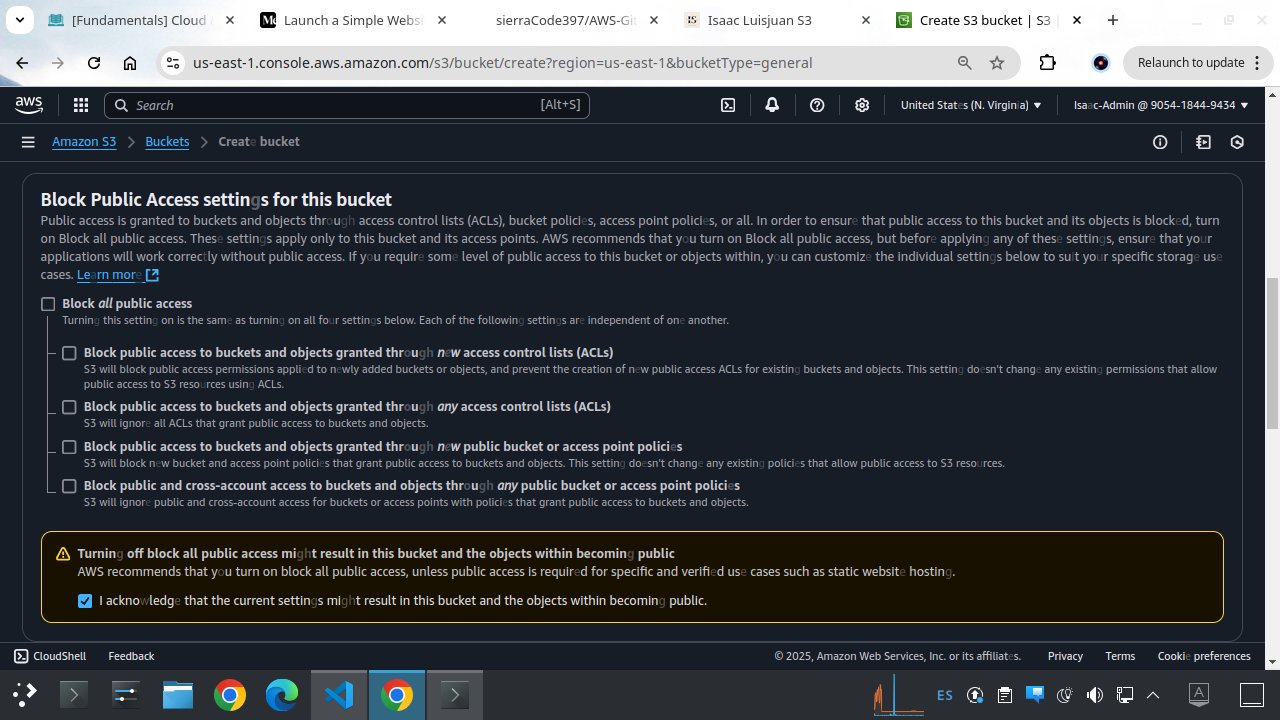 [Fundamentals] Cloud
Launch a Simple Websi
sierraCode397/AWS-Git
Isaac Luisjuan S3
Create S3 bucket | S3 |
us-east-1.console.aws.amazon.com/s3/bucket/create?region=us-east-1&bucketType=general
Relaunch to update
aws
Search
[Alt+S]
United States (N. Virginia)
Isaac-Admin @ 9054-1844-9434
Amazon S3
Buckets
Create bucket
Block Public Access settings for this bucket
Public access is granted to buckets and objects through access control lists (ACLs), bucket policies, access point policies, or all. In order to ensure that public access to this bucket and its objects is blocked, turn
on Block all public access. These settings apply only to this bucket and its access points. AWS recommends that you turn on Block all public access, but before applying any of these settings, ensure that your
applications will work correctly without public access. If you require some level of public access to this bucket or objects within, you can customize the individual settings below to suit your specific storage use
cases. Learn more
Block all public access
Turning this setting on is the same as turning on all four settings below. Each of the following settings are independent of one another.
Block public access to buckets and objects granted through new access control lists (ACLs)
S3 will block public access permissions applied to newly added buckets or objects, and prevent the creation of new public access ACLs for existing buckets and objects. This setting doesn't change any existing permissions that allow
public access to S3 resources using ACLs.
Block public access to buckets and objects granted through any access control lists (ACLs)
S3 will ignore all ACLs that grant public access to buckets and objects.
Block public access to buckets and objects granted through new public bucket or access point policies
S3 will block new bucket and access point policies that grant public access to buckets and objects. This setting doesn't change any existing policies that allow public access to S3 resources.
Block public and cross-account access to buckets and objects through any public bucket or access point policies
S3 will ignore public and cross-account access for buckets or access points with policies that grant public access to buckets and objects.
Turning off block all public access might result in this bucket and the objects within becoming public
AWS recommends that you turn on block all public access, unless public access is required for specific and verified use cases such as static website hosting.
I acknowledge that the current settings might result in this bucket and the objects within becoming public.
CloudShell
Feedback
© 2025, Amazon Web Services, Inc. or its affiliates.
Privacy
Terms
Cookie preferences
ES